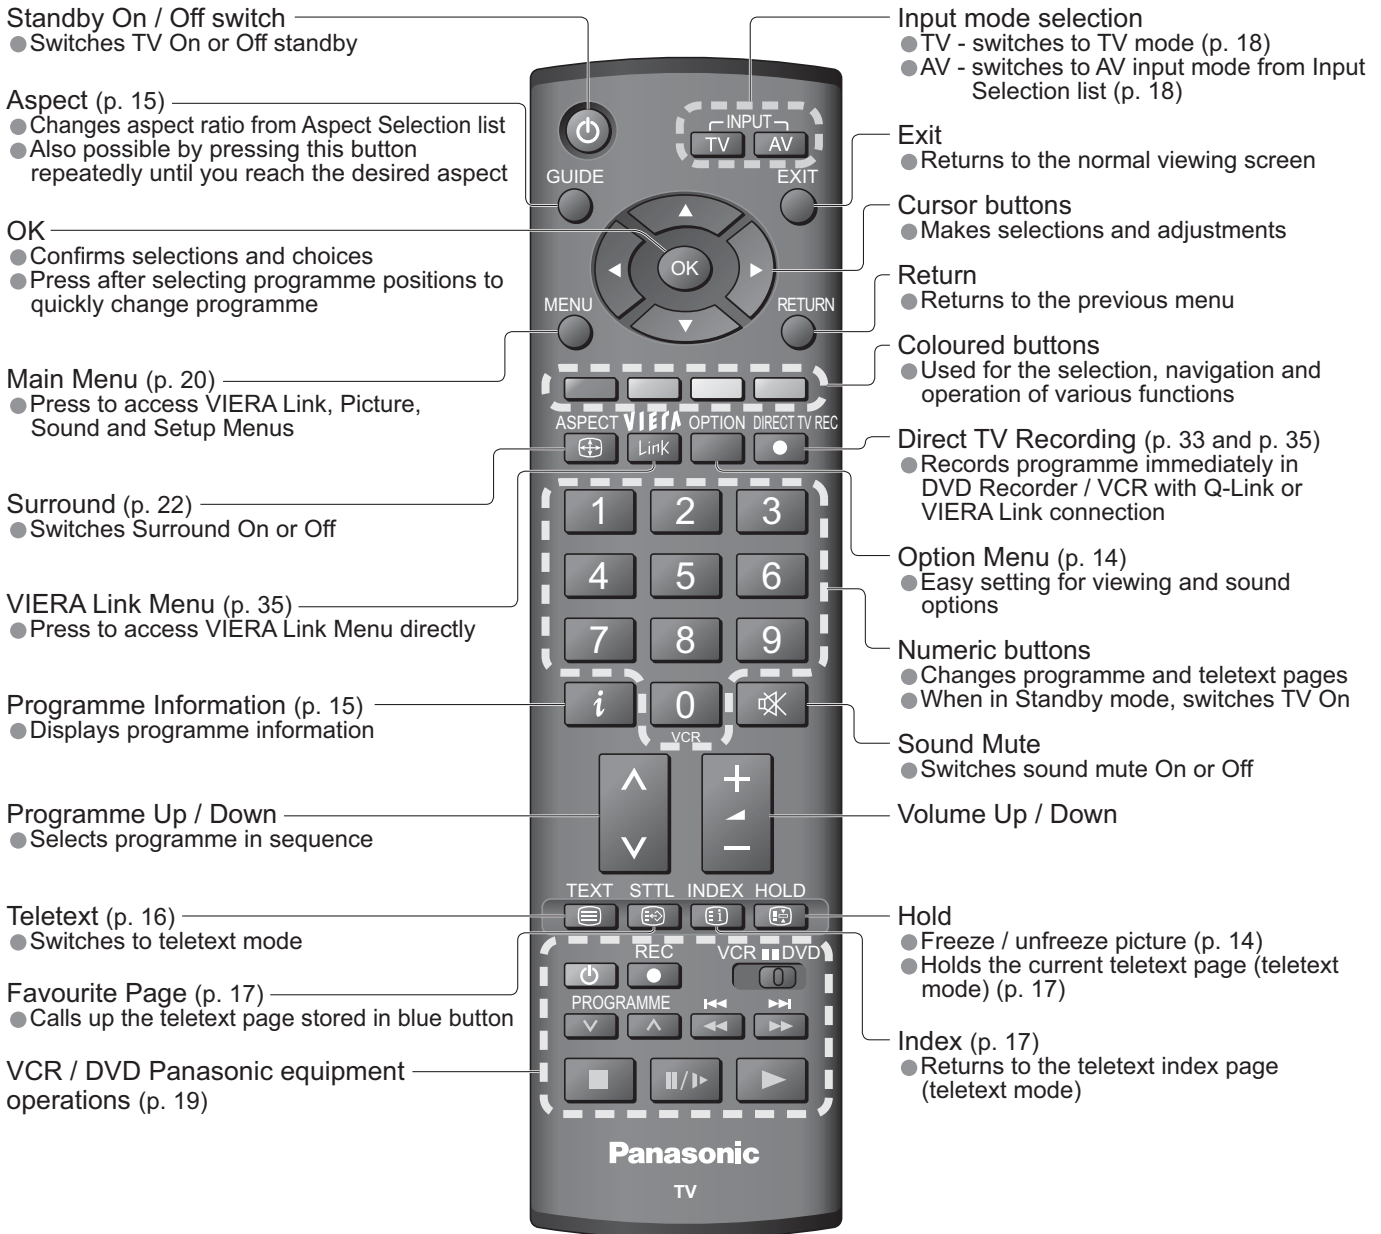 Standby On / Off switch
●Switches TV On or Off standby
Aspect (p. 15)
●Changes aspect ratio from Aspect Selection list
●Also possible by pressing this button
repeatedly until you reach the desired aspect
OK
●Confirms selections and choices
●Press after selecting programme positions to
quickly change programme
Main Menu (p. 20)
●Press to access VIERA Link, Picture,
Sound and Setup Menus
Surround (p. 22)
●Switches Surround On or Off
VIERA Link Menu (p. 35)
●Press to access VIERA Link Menu directly
Programme Information (p. 15)
●Displays programme information
Programme Up / Down
●Selects programme in sequence
Teletext (p. 16)
●Switches to teletext mode
Favourite Page (p. 17)
●Calls up the teletext page stored in blue button
VCR / DVD Panasonic equipment
operations (p. 19)
INPUT
TV AV
GUIDE EXIT
OK
MENU RETURN
ASPECT VIERA OPTION DIRECT TV REC
Link
1 2 3
4 5 6
7 8 9
i 0
VCR
TEXT STTL INDEX HOLD
REC VCR DVD
PROGRAMME
Panasonic
TV
Input mode selection
●TV - switches to TV mode (p. 18)
●AV - switches to AV input mode from Input
Selection list (p. 18)
Exit
●Returns to the normal viewing screen
Cursor buttons
●Makes selections and adjustments
Return
●Returns to the previous menu
Coloured buttons
●Used for the selection, navigation and
operation of various functions
Direct TV Recording (p. 33 and p. 35)
●Records programme immediately in
DVD Recorder / VCR with Q-Link or
VIERA Link connection
Option Menu (p. 14)
●Easy setting for viewing and sound
options
Numeric buttons
●Changes programme and teletext pages
●When in Standby mode, switches TV On
Sound Mute
●Switches sound mute On or Off
Volume Up / Down
Hold
●Freeze / unfreeze picture (p. 14)
●Holds the current teletext page (teletext
mode) (p. 17)
Index (p. 17)
●Returns to the teletext index page
(teletext mode)